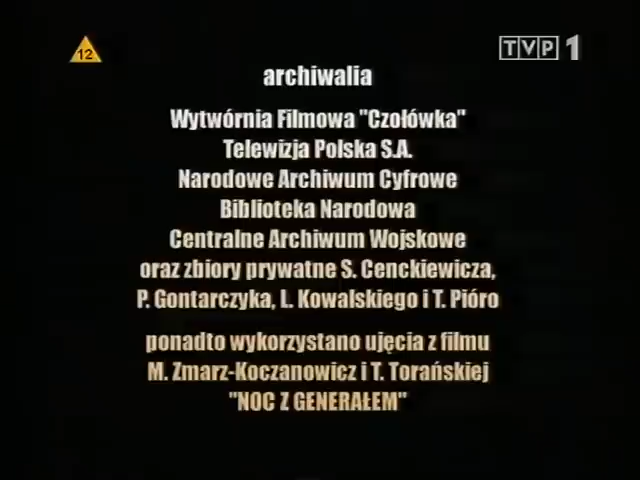 12
TVP 1
archiwalia
Wytwórnia Filmowa "Czołówka"
Telewizja Polska S.A.
Narodowe Archiwum Cyfrowe
Biblioteka Narodowa
Centralne Archiwum Wojskowe
oraz zbiory prywatne S. Cenckiewicza,
P. Gontarczyka, L. Kowalskiego i T. Pióro
ponadto wykorzystano ujęcia z filmu
M. Zmarz-Koczanowicz i T. Torańskiej
"NOC Z GENERAŁEM"